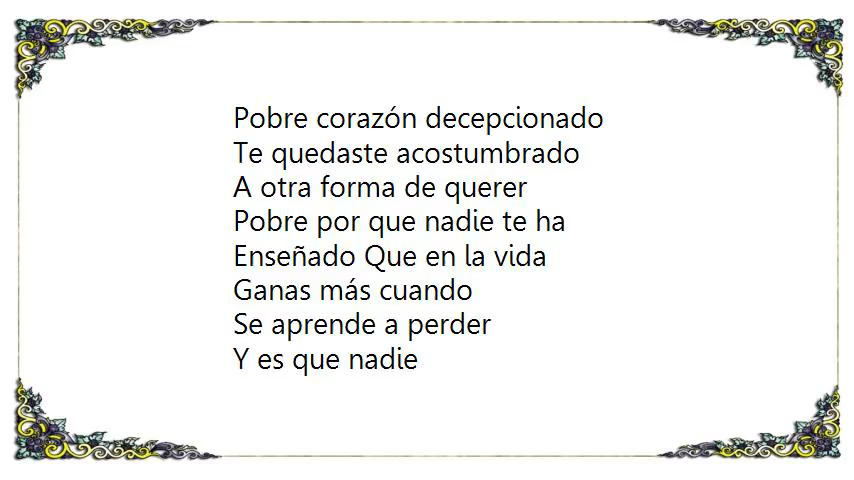 Pobre corazón decepcionado
Te quedaste acostumbrado
A otra forma de querer
Pobre por que nadie te ha
Enseñado Que en la vida
Ganas más cuando
Se aprende a perder
Y es que nadie